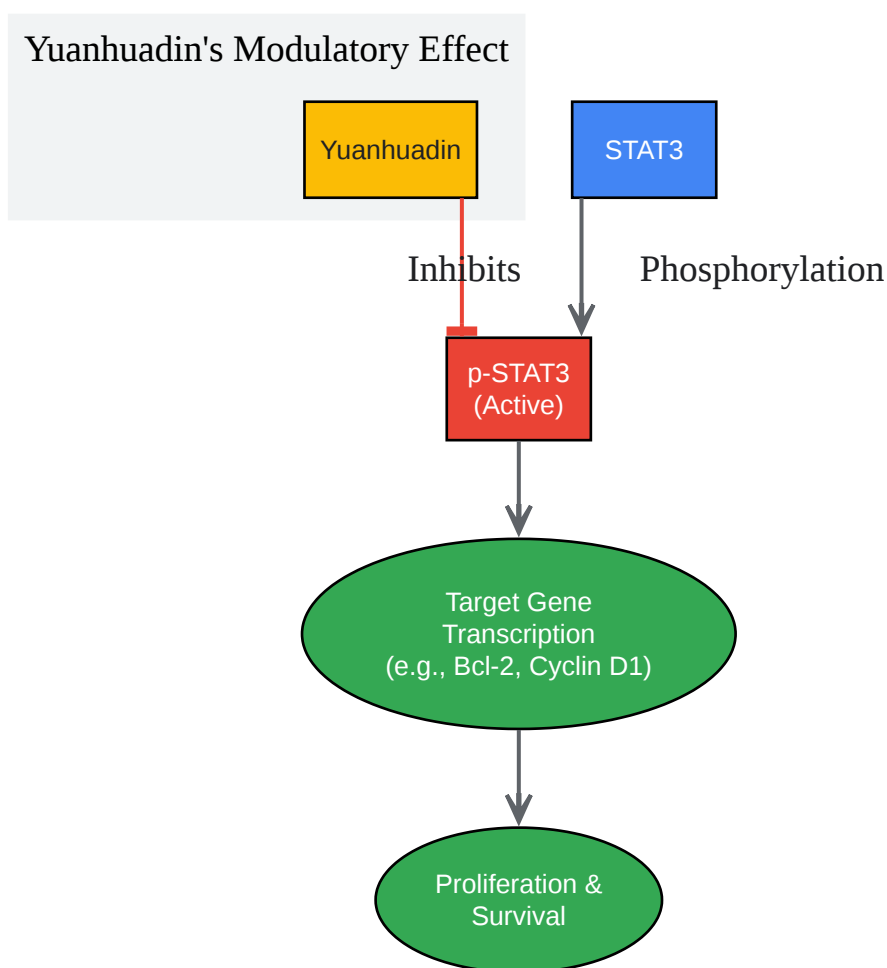 Yuanhuadin's Modulatory Effect
Yuanhuadin
STAT3
Inhibits
Phosphorylation
p-STAT3
(Active)
Target Gene
Transcription
(e.g., Bcl-2, Cyclin D1)
Proliferation &
Survival